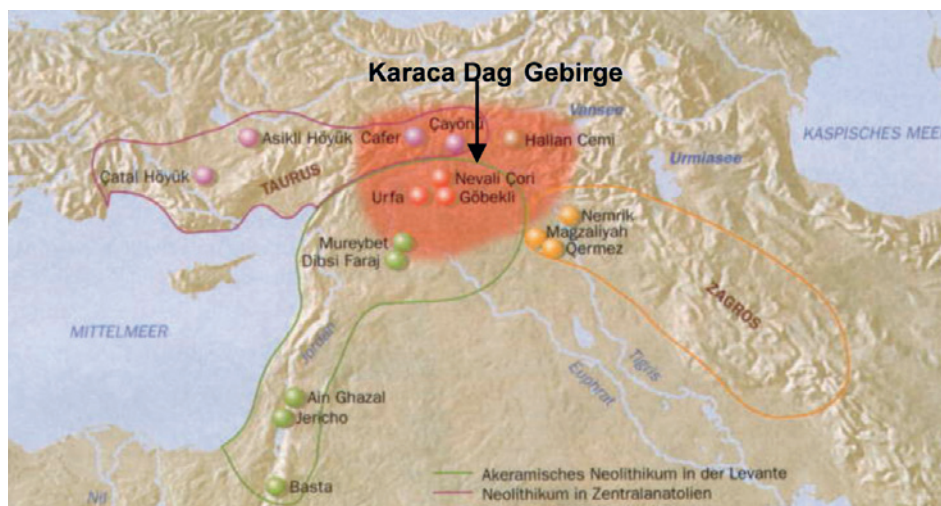 Karaca Dag Gebirge
Vansee
KASPISCHES MEER
Çayönü
Asikli Höyük
Cafer
Hallan Cemi
Urmiasee
Çatal Höyük
TAURUS
Nevali Çori
Urfa
Göbekli
Nemrik
Magzaliyah
Qermez
Mureybet
Dibsi Faraj
ZAGROS
MITTELMEER
Jordan
Tigris
Euphrat
Ain Ghazal
Jericho
Basta
Nil
Akeramisches Neolithikum in der Levante
Neolithikum in Zentralanatolien